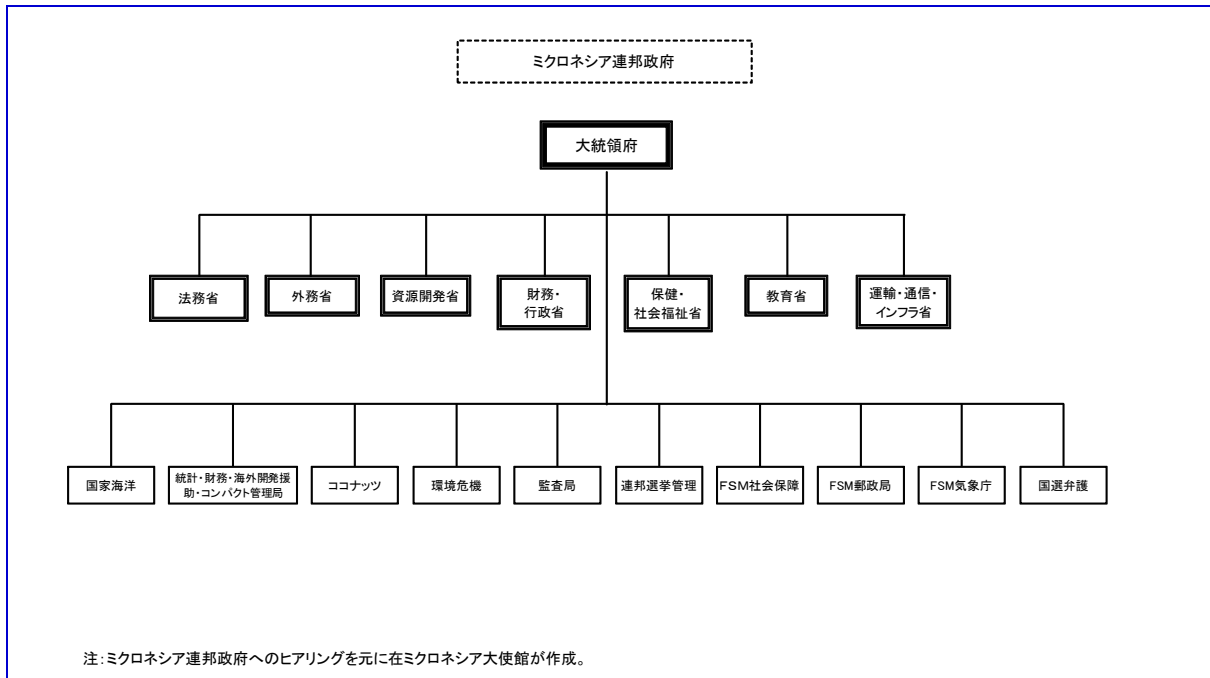 ミクロネシア連邦政府
大統領府
法務省
外務省
資源開発省
財務・
行政省
保健・
社会福祉省
教育省
運輸・通信・
インフラ省
国家海洋
統計・財務・海外開発援
助・コンパクト管理局
ココナッツ
環境危機
監査局
連邦選挙管理
FSM社会保障
FSM郵政局
FSM気象庁
国選弁護
注：ミクロネシア連邦政府へのヒアリングを元に在ミクロネシア大使館が作成。